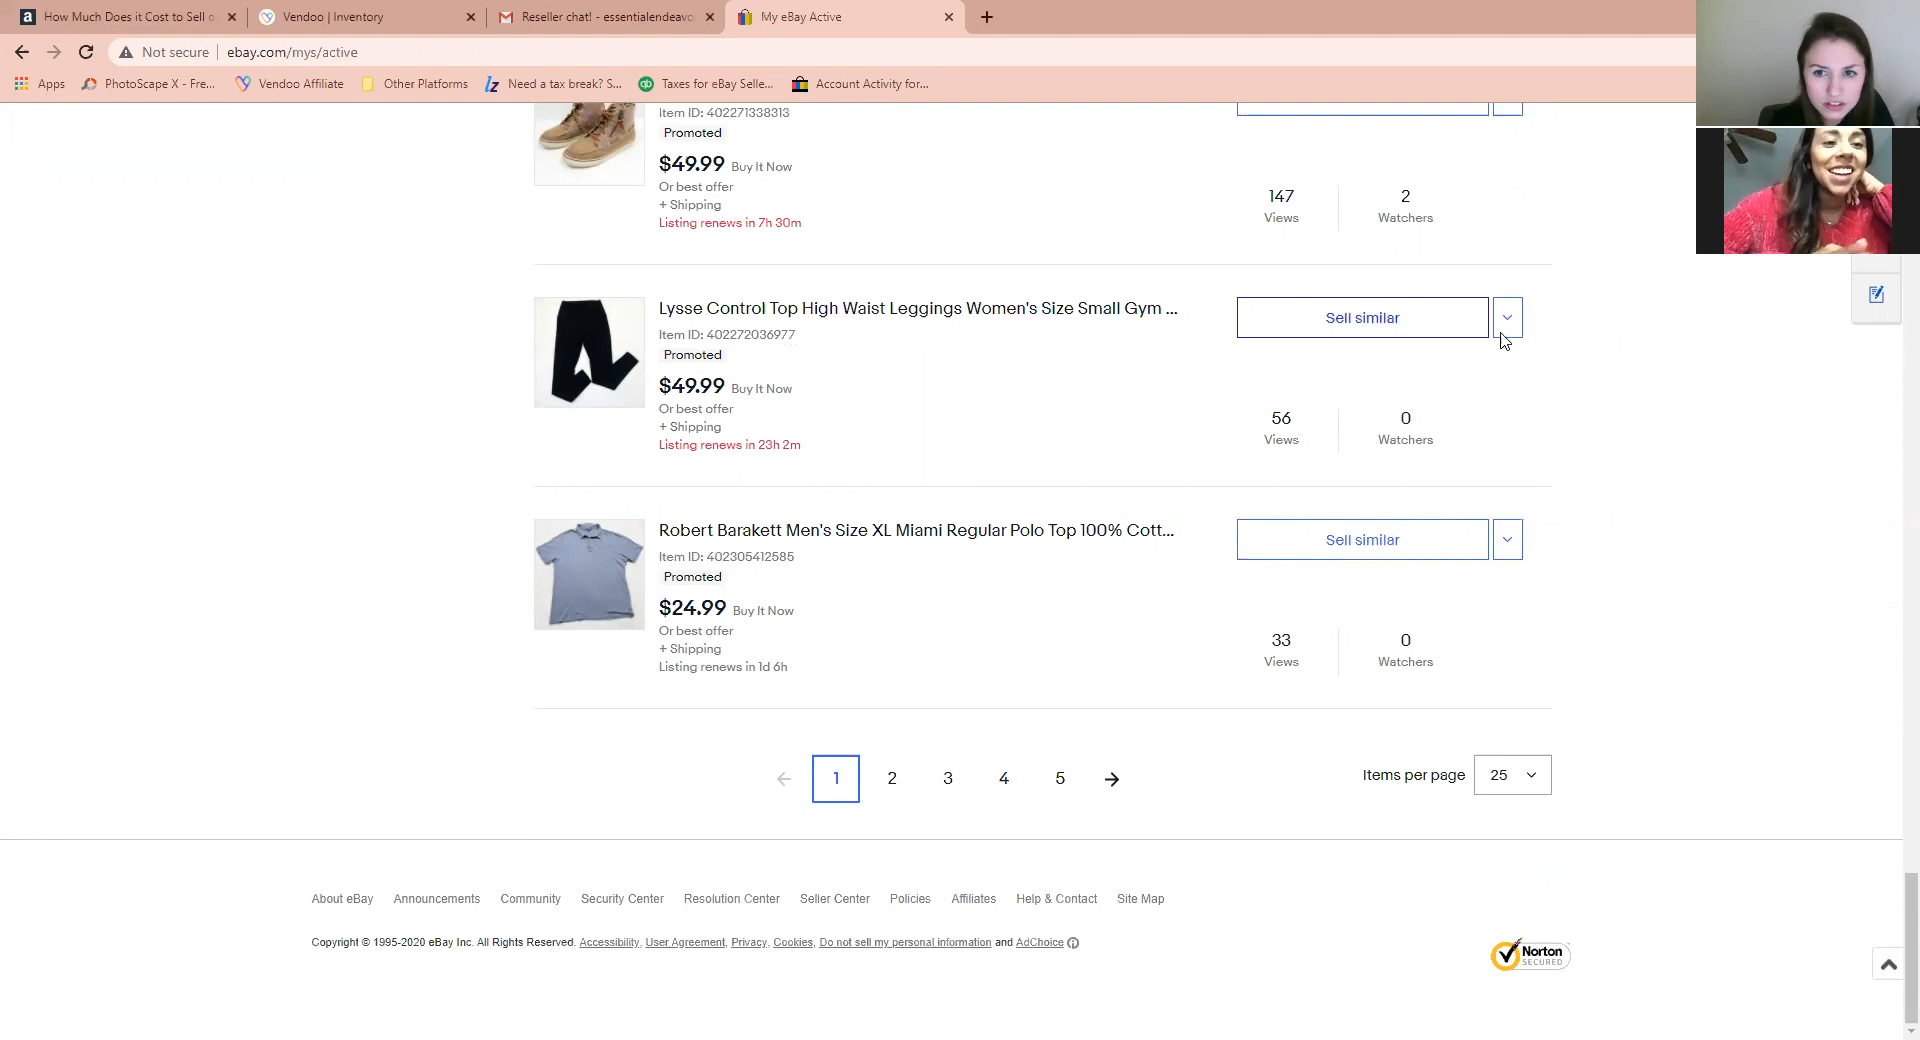 How Much Does it Cost to Sell o
Vendoo | Inventory
Reseller chat! - essentialendeavo
My eBay Active
Not secure
ebay.com/mys/active
Apps
PhotoScape X - Fre...
Vendoo Affiliate
Other Platforms
Need a tax break? S...
Taxes for eBay Selle...
Account Activity for...
Item ID: 402271338313
Promoted
$49.99 Buy It Now
Or best offer
+ Shipping
Listing renews in 7h 30m
147
Views
2
Watchers
Lysse Control Top High Waist Leggings Women's Size Small Gym ...
Item ID: 402272036977
Promoted
$49.99 Buy It Now
Or best offer
+ Shipping
Listing renews in 23h 2m
Sell similar
56
Views
0
Watchers
Robert Barakett Men's Size XL Miami Regular Polo Top 100% Cott...
Item ID: 402305412585
Promoted
$24.99 Buy It Now
Or best offer
+ Shipping
Listing renews in 1d 6h
Sell similar
33
Views
0
Watchers
1 2 3 4 5
Items per page 25
About eBay Announcements Community Security Center Resolution Center Seller Center Policies Affiliates Help & Contact Site Map
Copyright © 1995-2020 eBay Inc. All Rights Reserved. Accessibility, User Agreement, Privacy, Cookies, Do not sell my personal information and AdChoice
Norton
SECURED